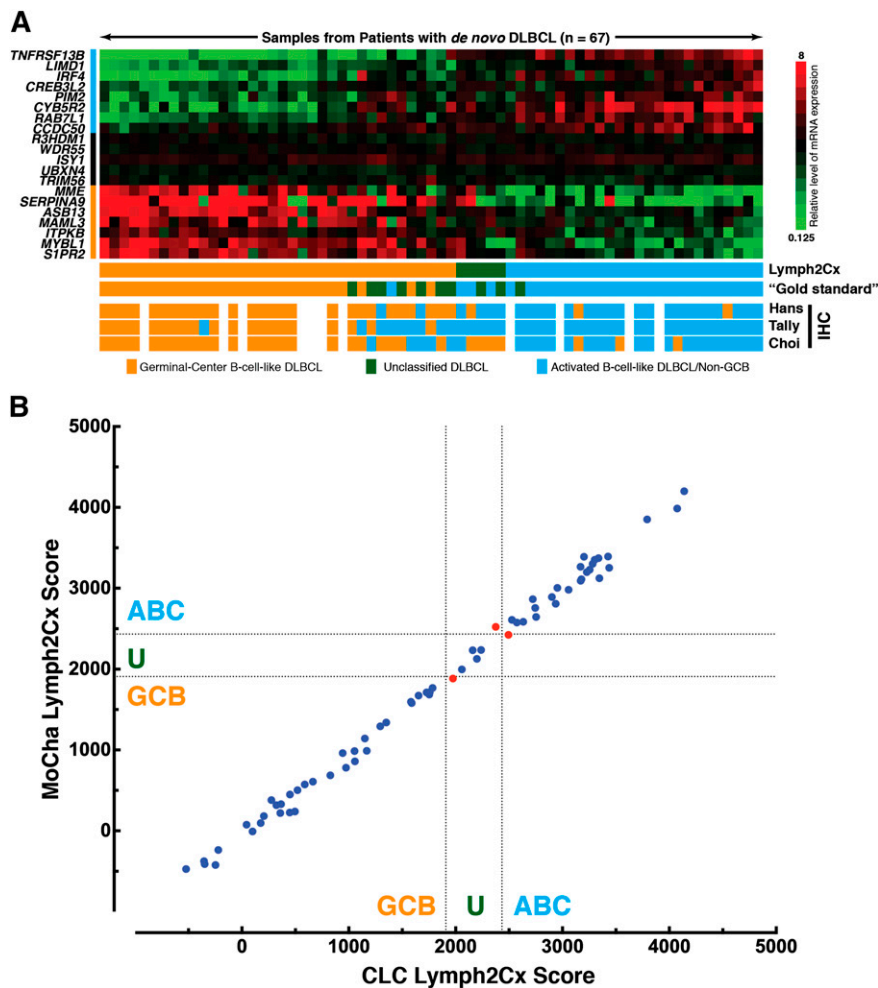 A
Samples from Patients with de novo DLBCL (n = 67)
TNFRSF13B
LIMD1
IRF4
CREB3L2
PIM2
CYB5R2
RAB7L1
CCDC50
R3HDM1
WDR55
ISY1
UBXN4
TRIM56
MME
SERPINA9
ASB13
MAML3
ITPKB
MYBL1
S1PR2
8
Relative level of mRNA expression
0.125
Lymph2Cx
"Gold standard"
Hans
Tally
Choi
IHC
Germinal-Center B-cell-like DLBCL
Unclassified DLBCL
Activated B-cell-like DLBCL/Non-GCB
B
MoCha Lymph2Cx Score
5000
4000
3000
2000
1000
0
ABC
U
GCB
GCB
U
ABC
0
1000
2000
3000
4000
5000
CLC Lymph2Cx Score